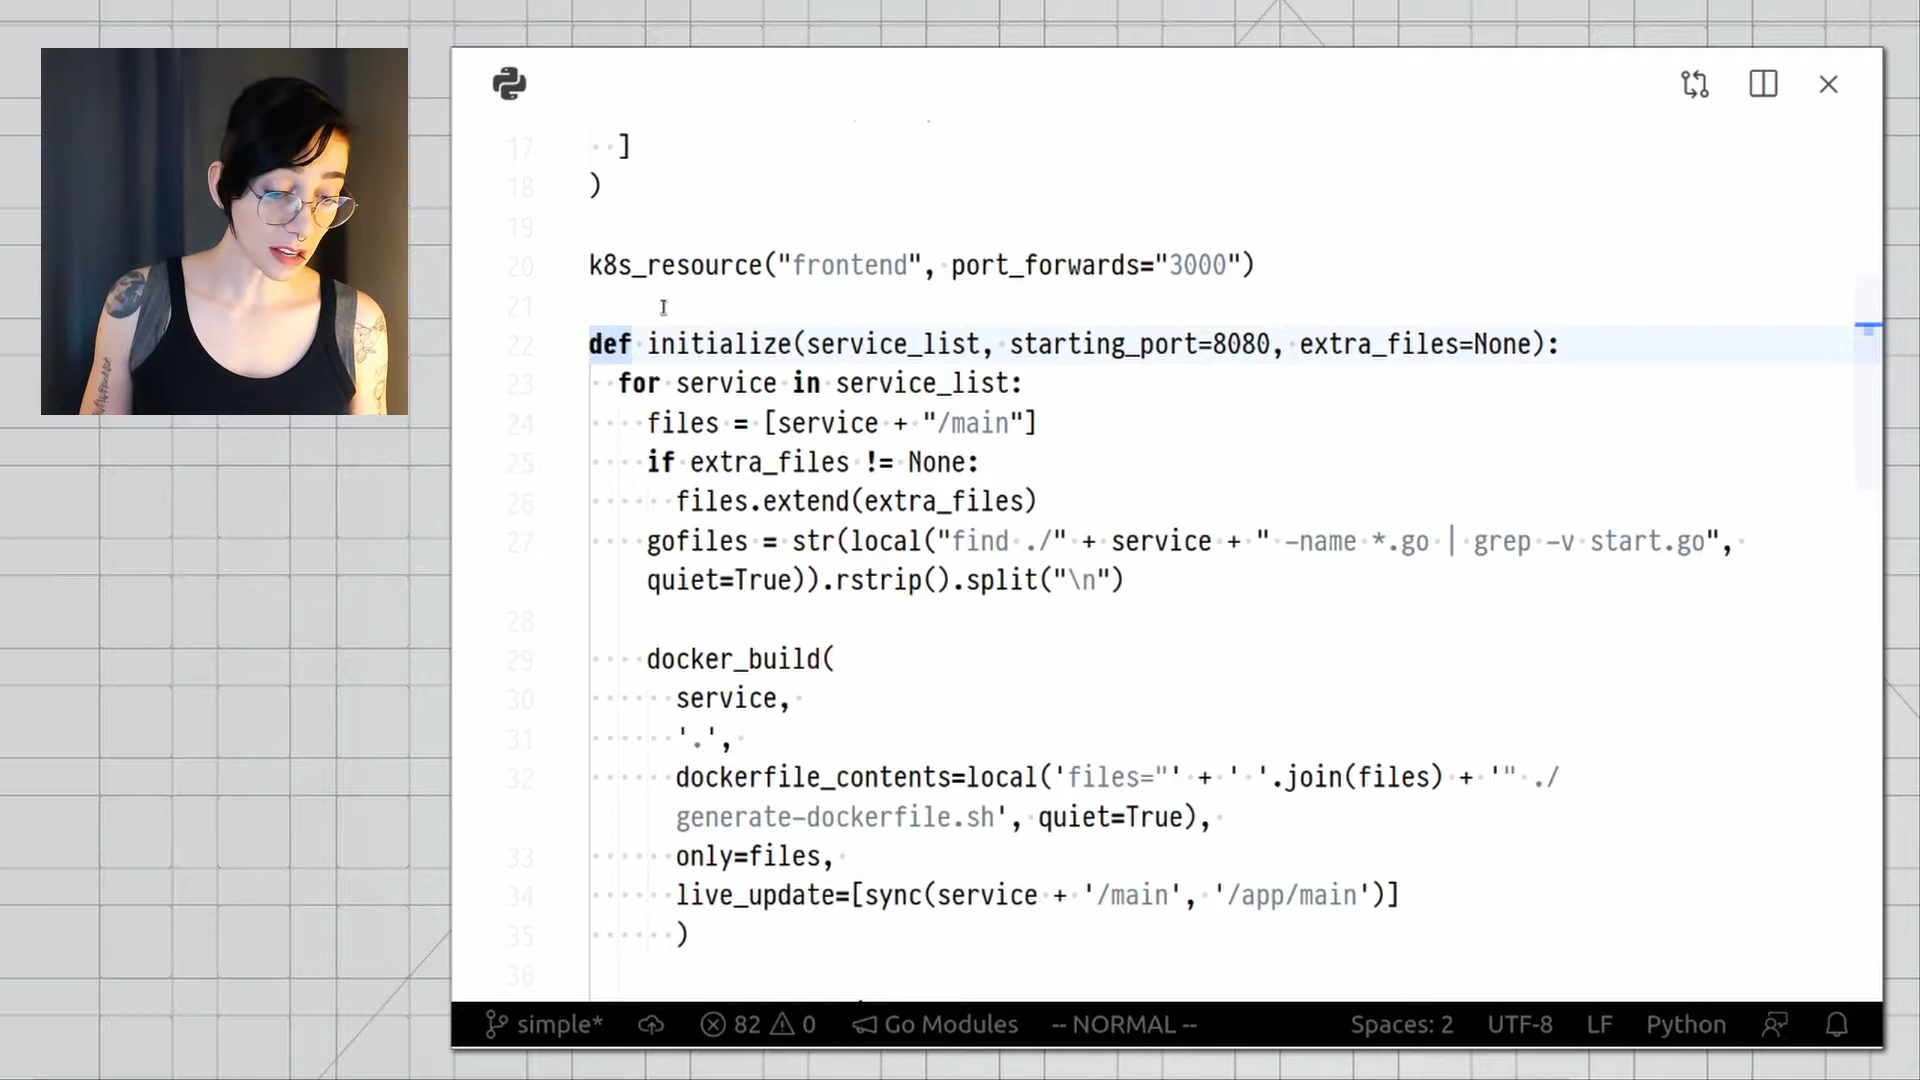 17 ]
18 )
19
20 k8s_resource("frontend", port_forwards="3000")
21
22 def initialize(service_list, starting_port=8080, extra_files=None):
23 for service in service_list:
24 files = [service + "/main"]
25 if extra_files != None:
26 files.extend(extra_files)
27 gofiles = str(local("find ./" + service + " -name *.go | grep -v start.go",
quiet=True)).rstrip().split("\n")
28
29 docker_build(
30 service,
31 '.',
32 dockerfile_contents=local('files="' + ' '.join(files) + '" ./
generate-dockerfile.sh', quiet=True),
33 only=files,
34 live_update=[sync(service + '/main', '/app/main')]
35 )
36
simple* 82 0 Go Modules -- NORMAL -- Spaces: 2 UTF-8 LF Python